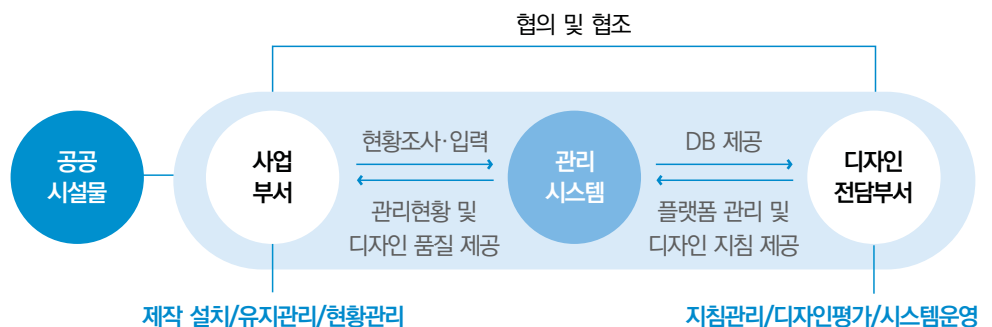 협의 및 협조
공공
시설물
사업
부서
현황조사·입력
관리현황 및
디자인 품질 제공
관리
시스템
DB 제공
플랫폼 관리 및
디자인 지침 제공
디자인
전담부서
제작 설치/유지관리/현황관리
지침관리/디자인평가/시스템운영